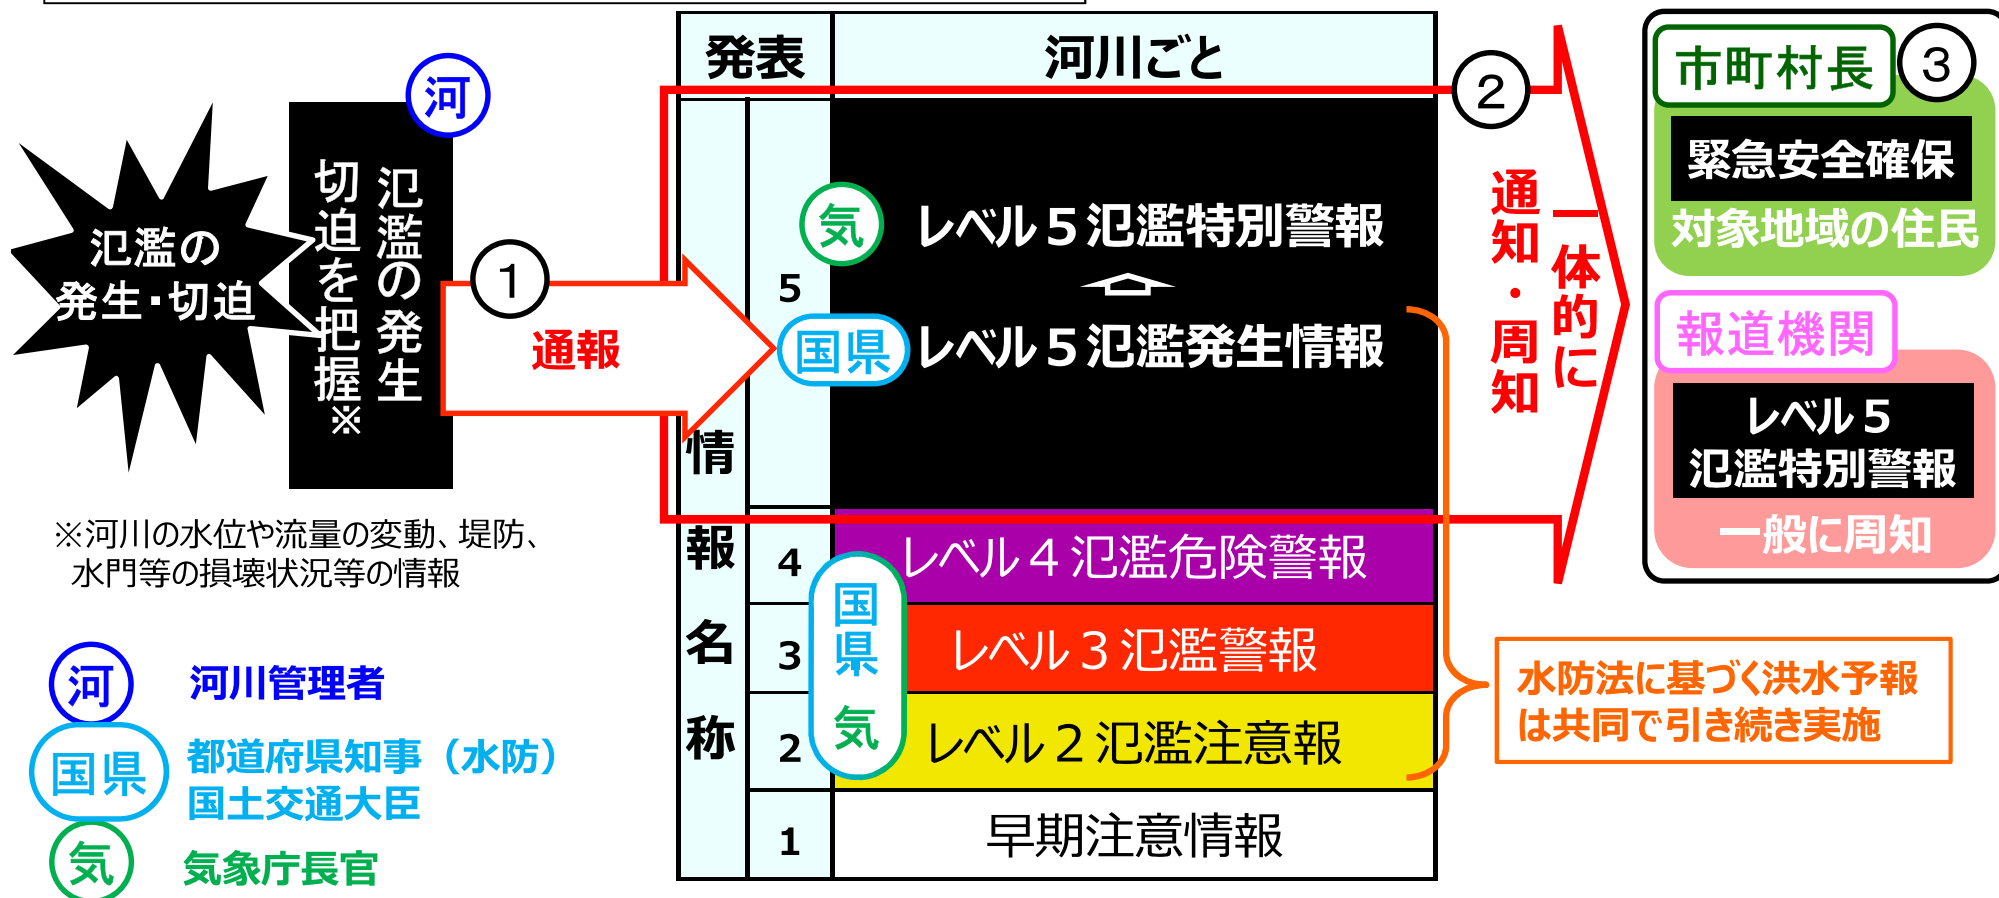 氾濫の
発生・切迫
河
氾濫の発生
切迫を把握※
①
通報
※河川の水位や流量の変動、堤防、
水門等の損壊状況等の情報
河 河川管理者
国県 都道府県知事（水防）
国土交通大臣
気 気象庁長官
発表 河川ごと
情報名称
5
気 レベル５氾濫特別警報
国県 レベル５氾濫発生情報
国県
気
4 レベル４氾濫危険警報
3 レベル３氾濫警報
2 レベル２氾濫注意報
1 早期注意情報
②
一体的に
通知・周知
③
市町村長
緊急安全確保
対象地域の住民
報道機関
レベル５
氾濫特別警報
一般に周知
水防法に基づく洪水予報
は共同で引き続き実施